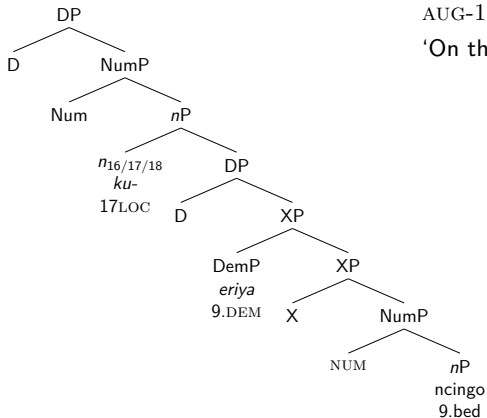 AUG-1
DP
D NumP
'On th
Num nP
n16/17/18 DP
ku-
17LOC D XP
DemP XP
eriya
9.DEM X NumP
NUM nP
ncingo
9.bed